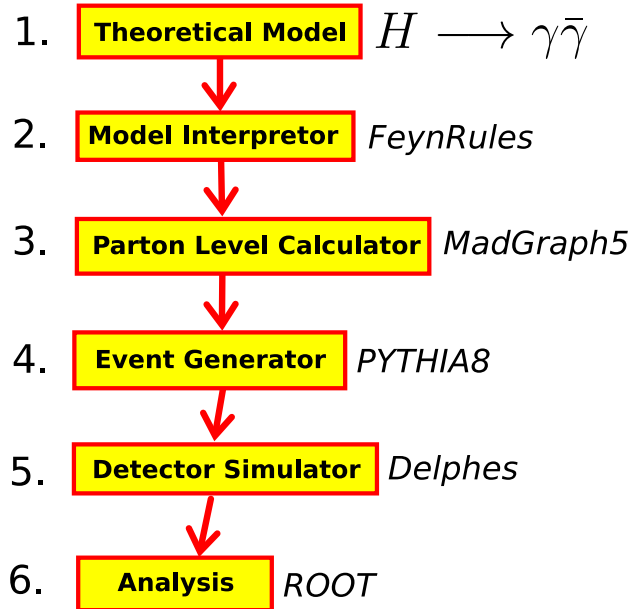 1. Theoretical Model H ⟶ γγ̄
2. Model Interpretor FeynRules
3. Parton Level Calculator MadGraph5
4. Event Generator PYTHIA8
5. Detector Simulator Delphes
6. Analysis ROOT